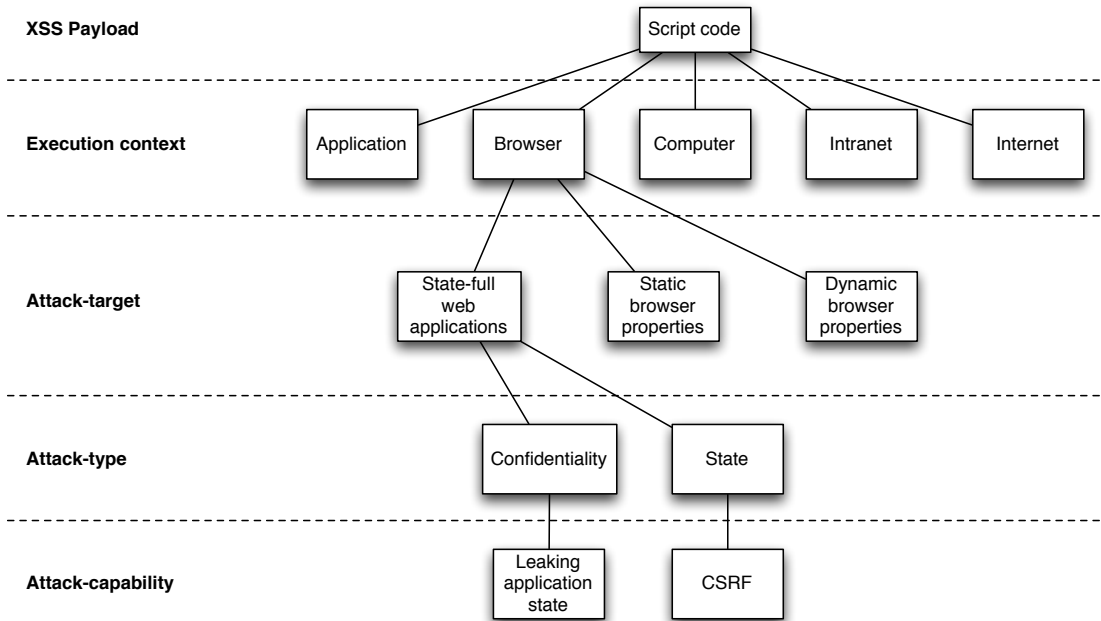 XSS Payload
Script code
Execution context
Application
Browser
Computer
Intranet
Internet
Attack-target
State-full
web
applications
Static
browser
properties
Dynamic
browser
properties
Attack-type
Confidentiality
State
Attack-capability
Leaking
application
state
CSRF